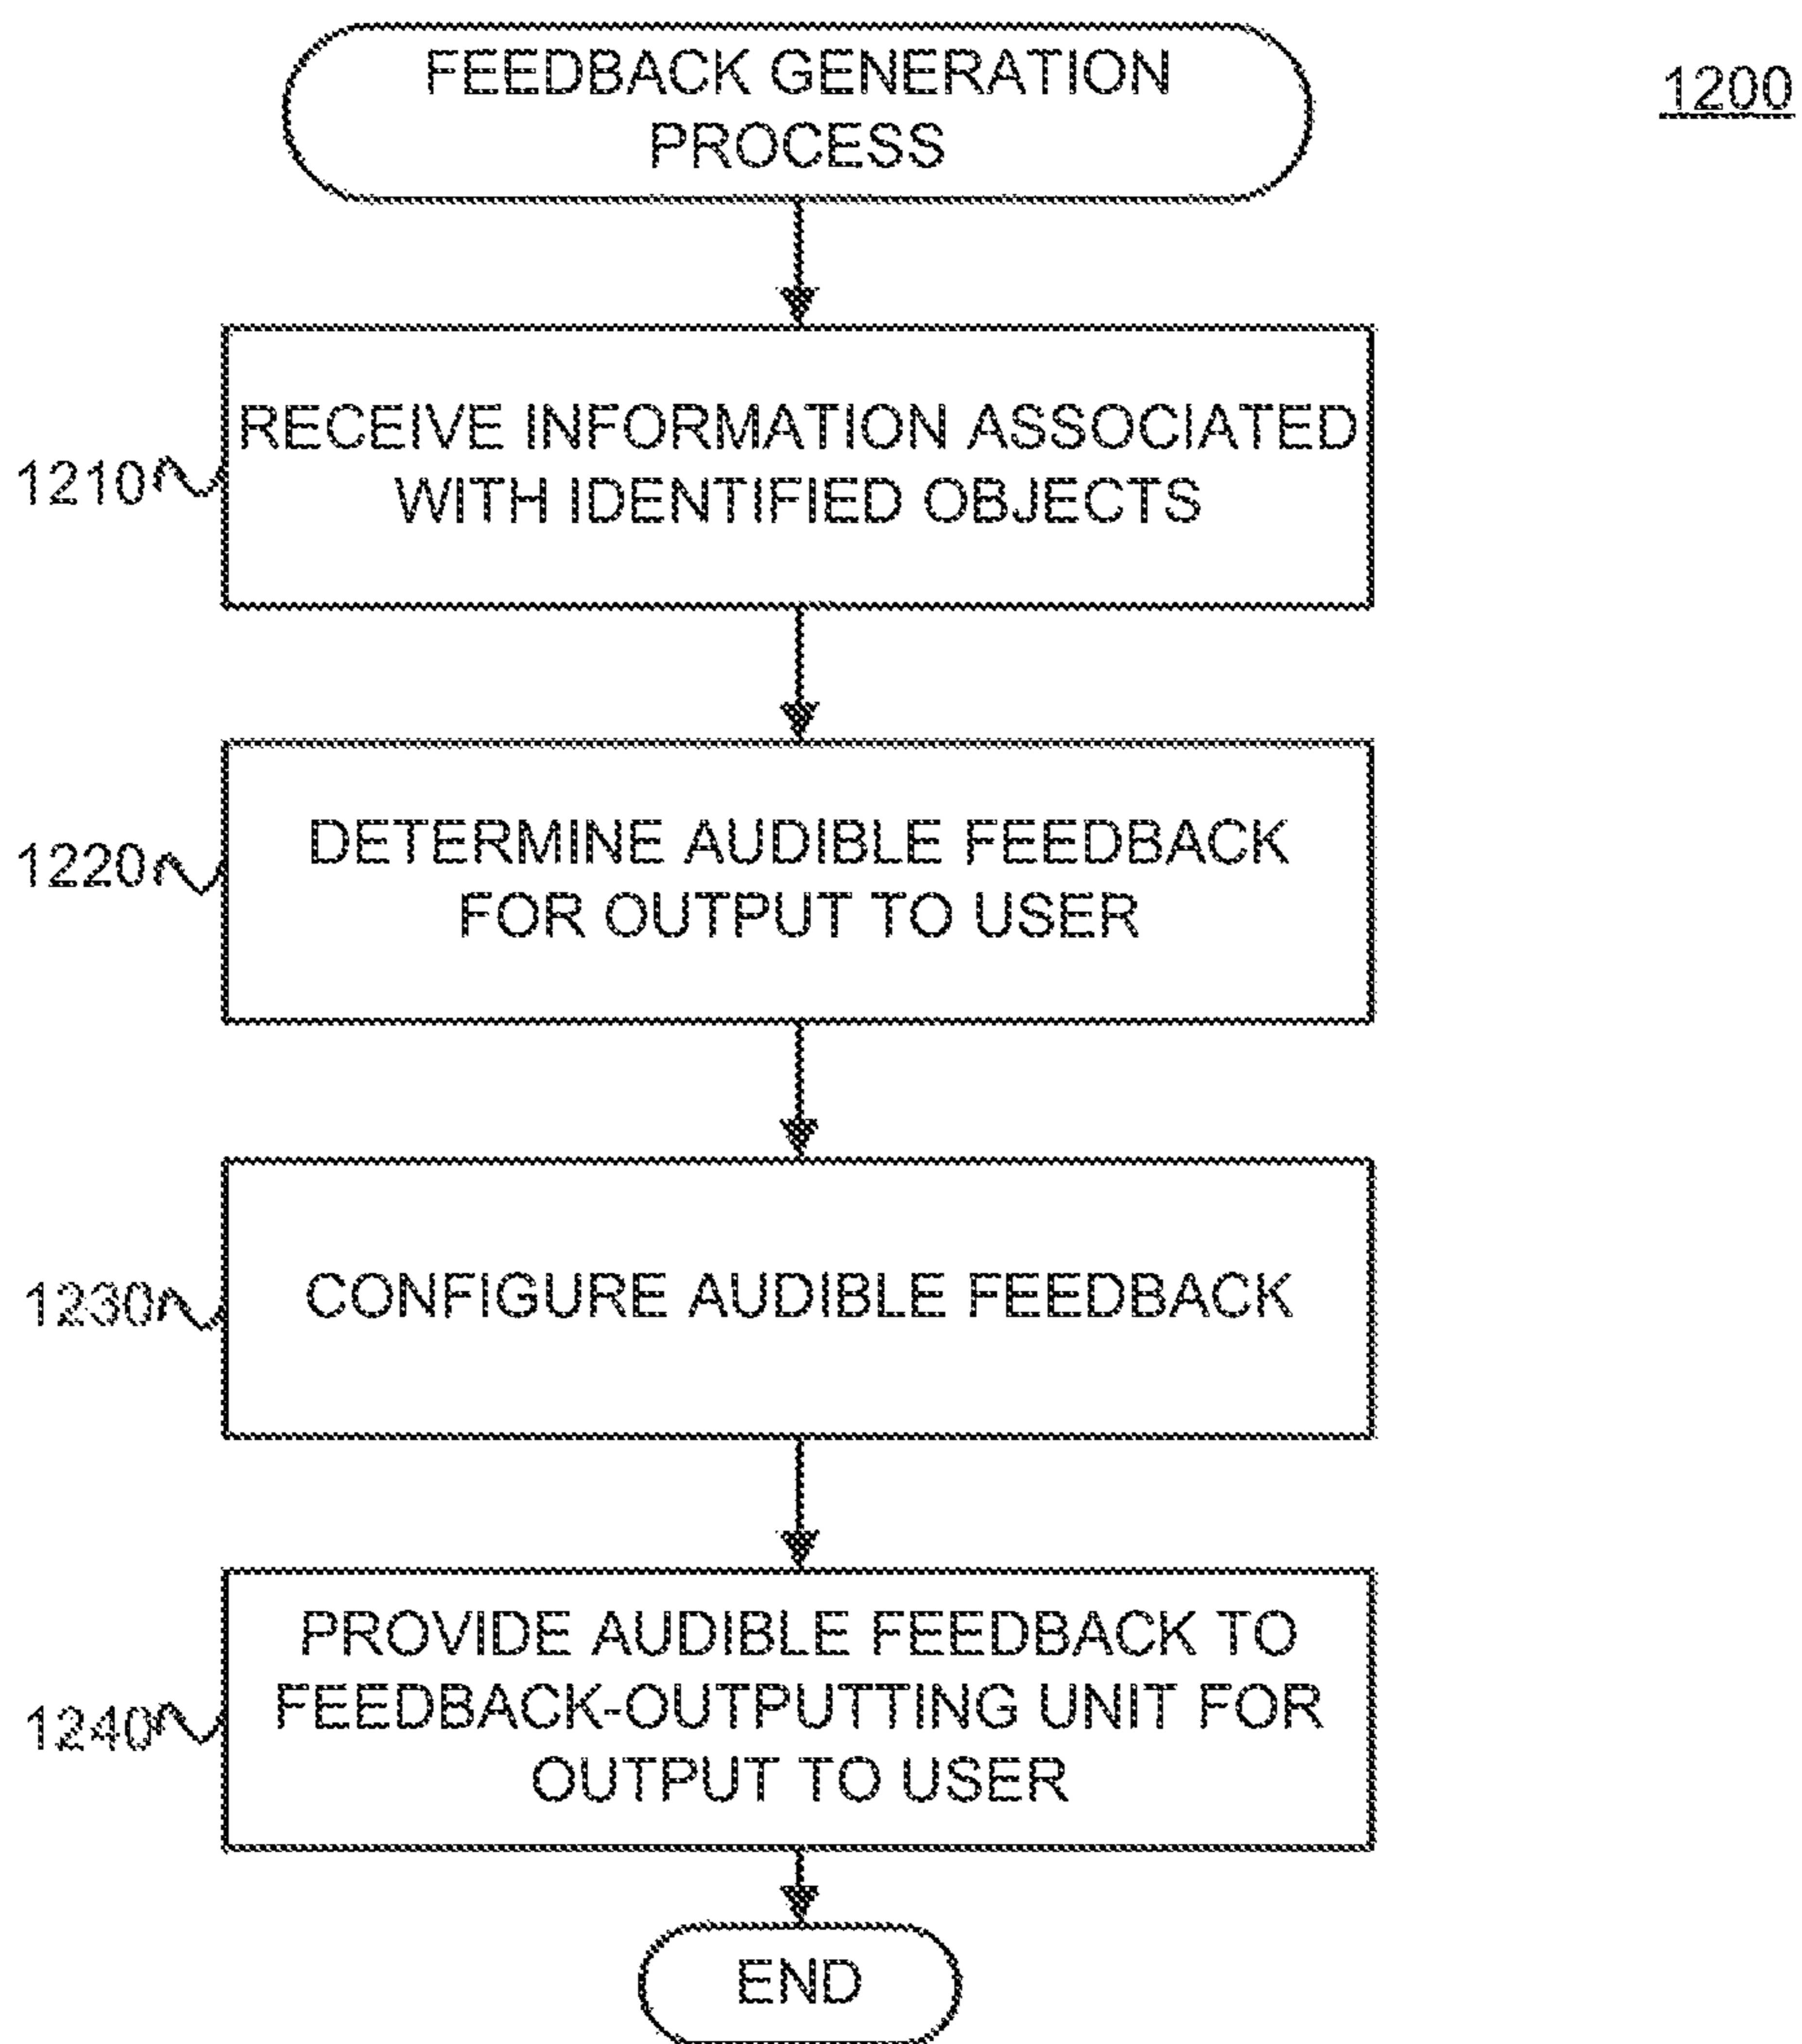 FEEDBACK GENERATION
PROCESS
1200
RECEIVE INFORMATION ASSOCIATED
WITH IDENTIFIED OBJECTS
1210
DETERMINE AUDIBLE FEEDBACK
FOR OUTPUT TO USER
1220
CONFIGURE AUDIBLE FEEDBACK
1230
PROVIDE AUDIBLE FEEDBACK TO
FEEDBACK-OUTPUTTING UNIT FOR
OUTPUT TO USER
1240
END